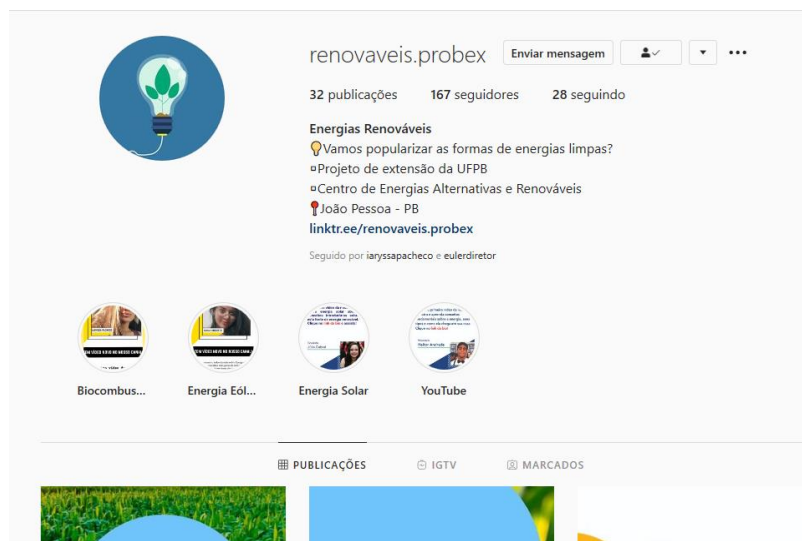 renovaveis.probex
Enviar mensagem
32 publicações 167 seguidores 28 seguindo
Energias Renováveis
💡Vamos popularizar as formas de energias limpas?
▫Projeto de extensão da UFPB
▫Centro de Energias Alternativas e Renováveis
📍João Pessoa - PB
linktr.ee/renovaveis.probex
Seguido por iaryssapacheco e eulerdiretor
Biocombus... Energia Eól... Energia Solar YouTube
PUBLICAÇÕES IGTV MARCADOS